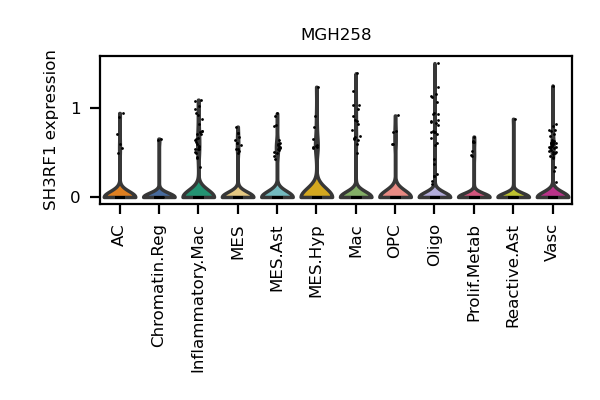 MGH258
SH3RF1 expression
1
0
AC
Chromatin.Reg
Inflammatory.Mac
MES
MES.Ast
MES.Hyp
Mac
OPC
Oligo
Prolif.Metab
Reactive.Ast
Vasc